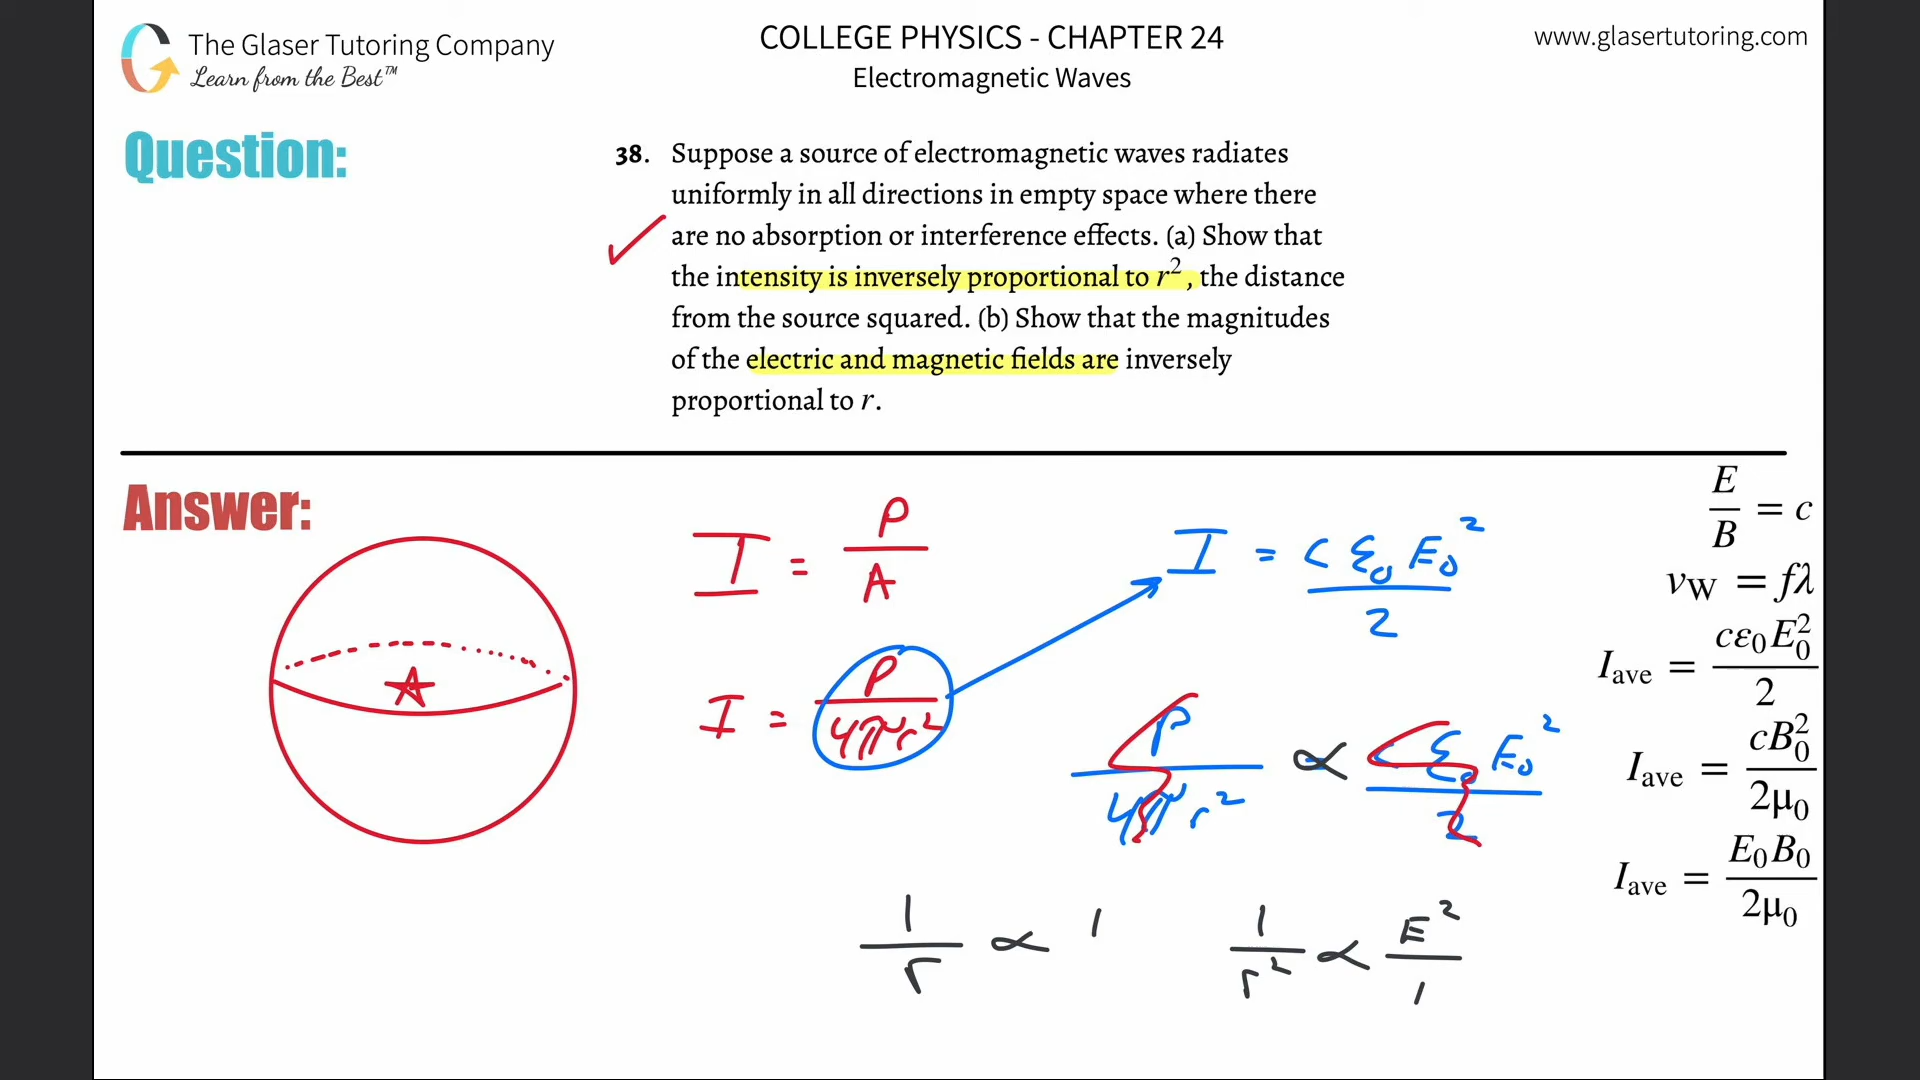 The Glaser Tutoring Company
Learn from the Best™
COLLEGE PHYSICS - CHAPTER 24
Electromagnetic Waves
www.glasertutoring.com
Question:
38. Suppose a source of electromagnetic waves radiates
uniformly in all directions in empty space where there
are no absorption or interference effects. (a) Show that
the intensity is inversely proportional to r², the distance
from the source squared. (b) Show that the magnitudes
of the electric and magnetic fields are inversely
proportional to r.
Answer:
I = P/A
I = P/4πr²
I = cε₀E₀²/2
P/4πr² ∝ cε₀E₀²/2
1/r ∝ 1
1/r² ∝ E²/1
E/B = c
v_W = fλ
I_ave = cε₀E₀²/2
I_ave = cB₀²/2μ₀
I_ave = E₀B₀/2μ₀